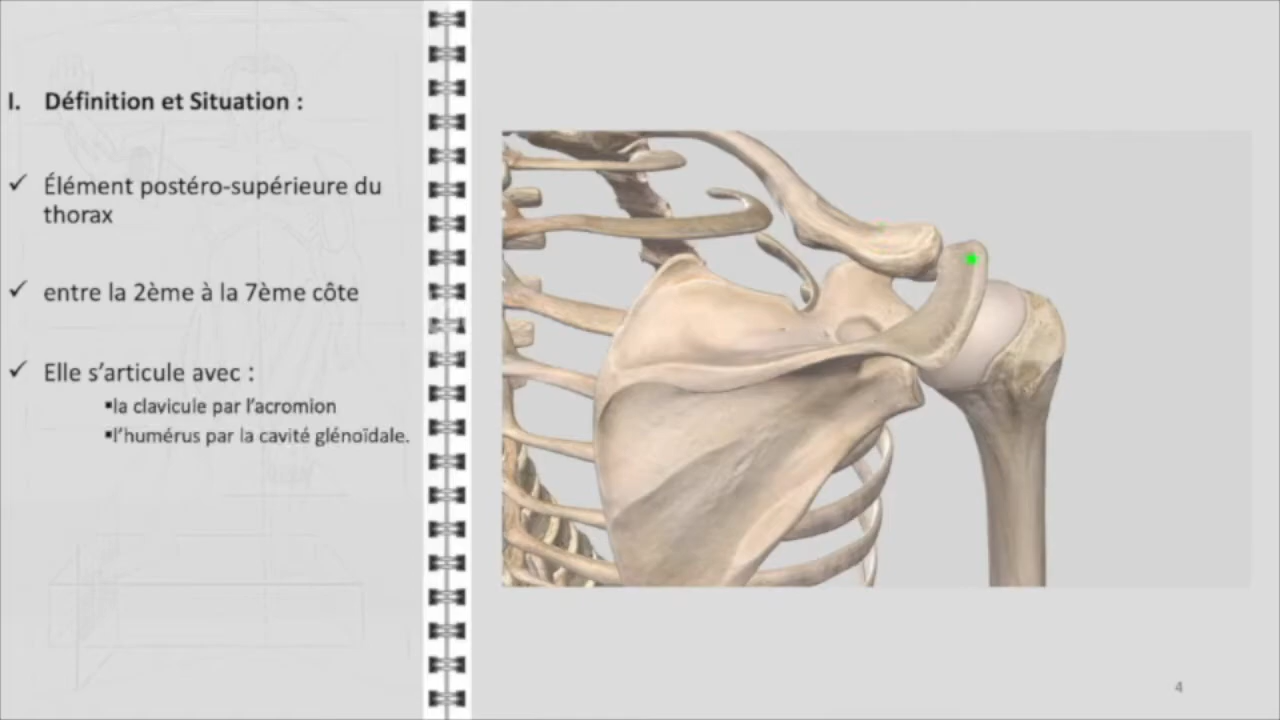 I. Définition et Situation :
✓ Élément postéro-supérieure du
thorax
✓ entre la 2ème à la 7ème côte
✓ Elle s’articule avec :
▪la clavicule par l’acromion
▪l’humérus par la cavité glénoïdale.
4